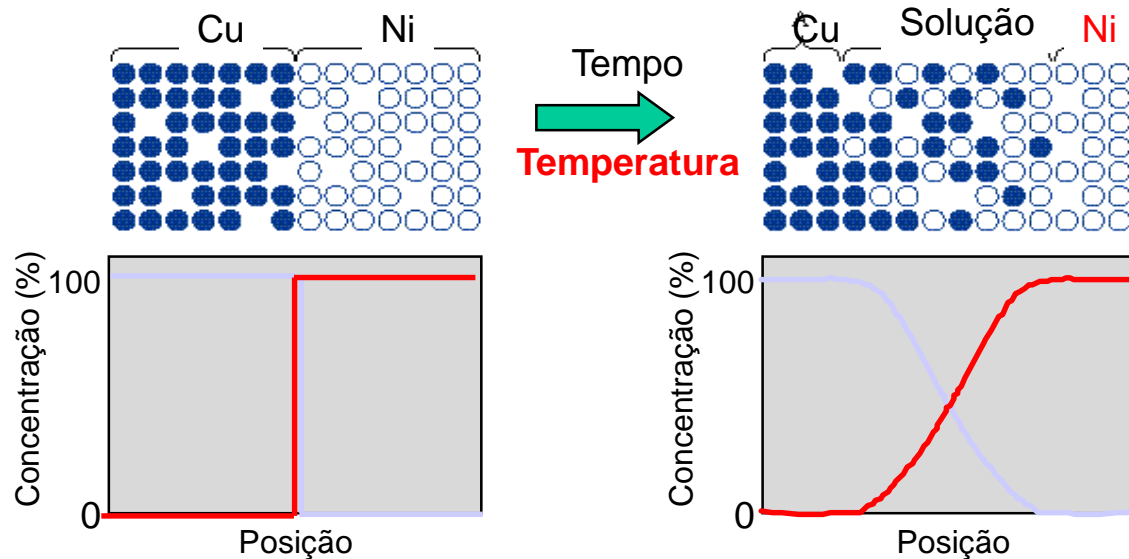 Cu Ni
Tempo
Temperatura
Cu Solução Ni
Concentração (%)
100
0
Posição
Concentração (%)
100
0
Posição